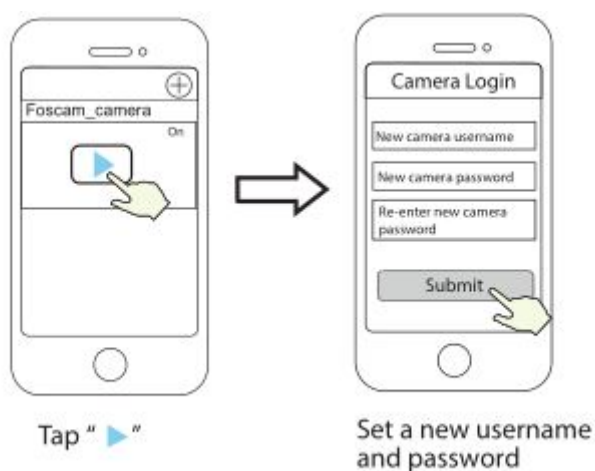 Foscam_camera
On
Tap " ▶ "
Camera Login
New camera username
New camera password
Re-enter new camera
password
Submit
Set a new username
and password